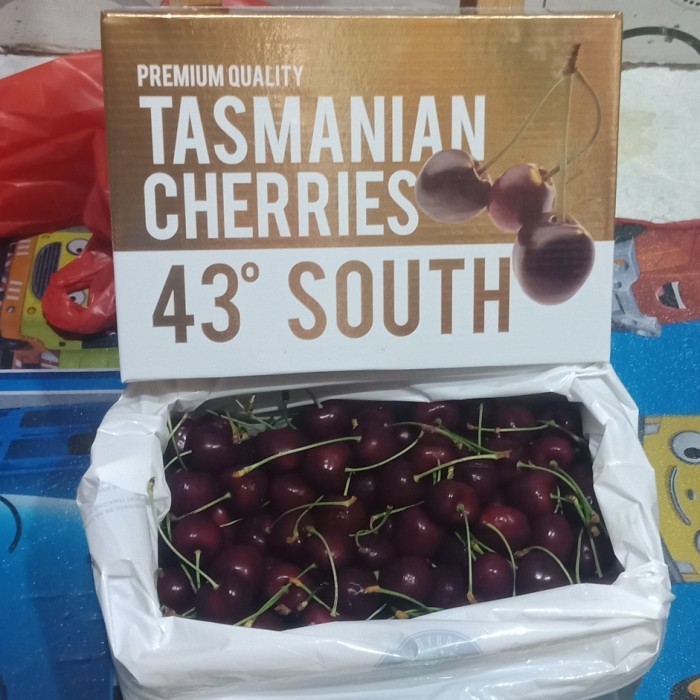 PREMIUM QUALITY
TASMANIAN
CHERRIES
43° SOUTH